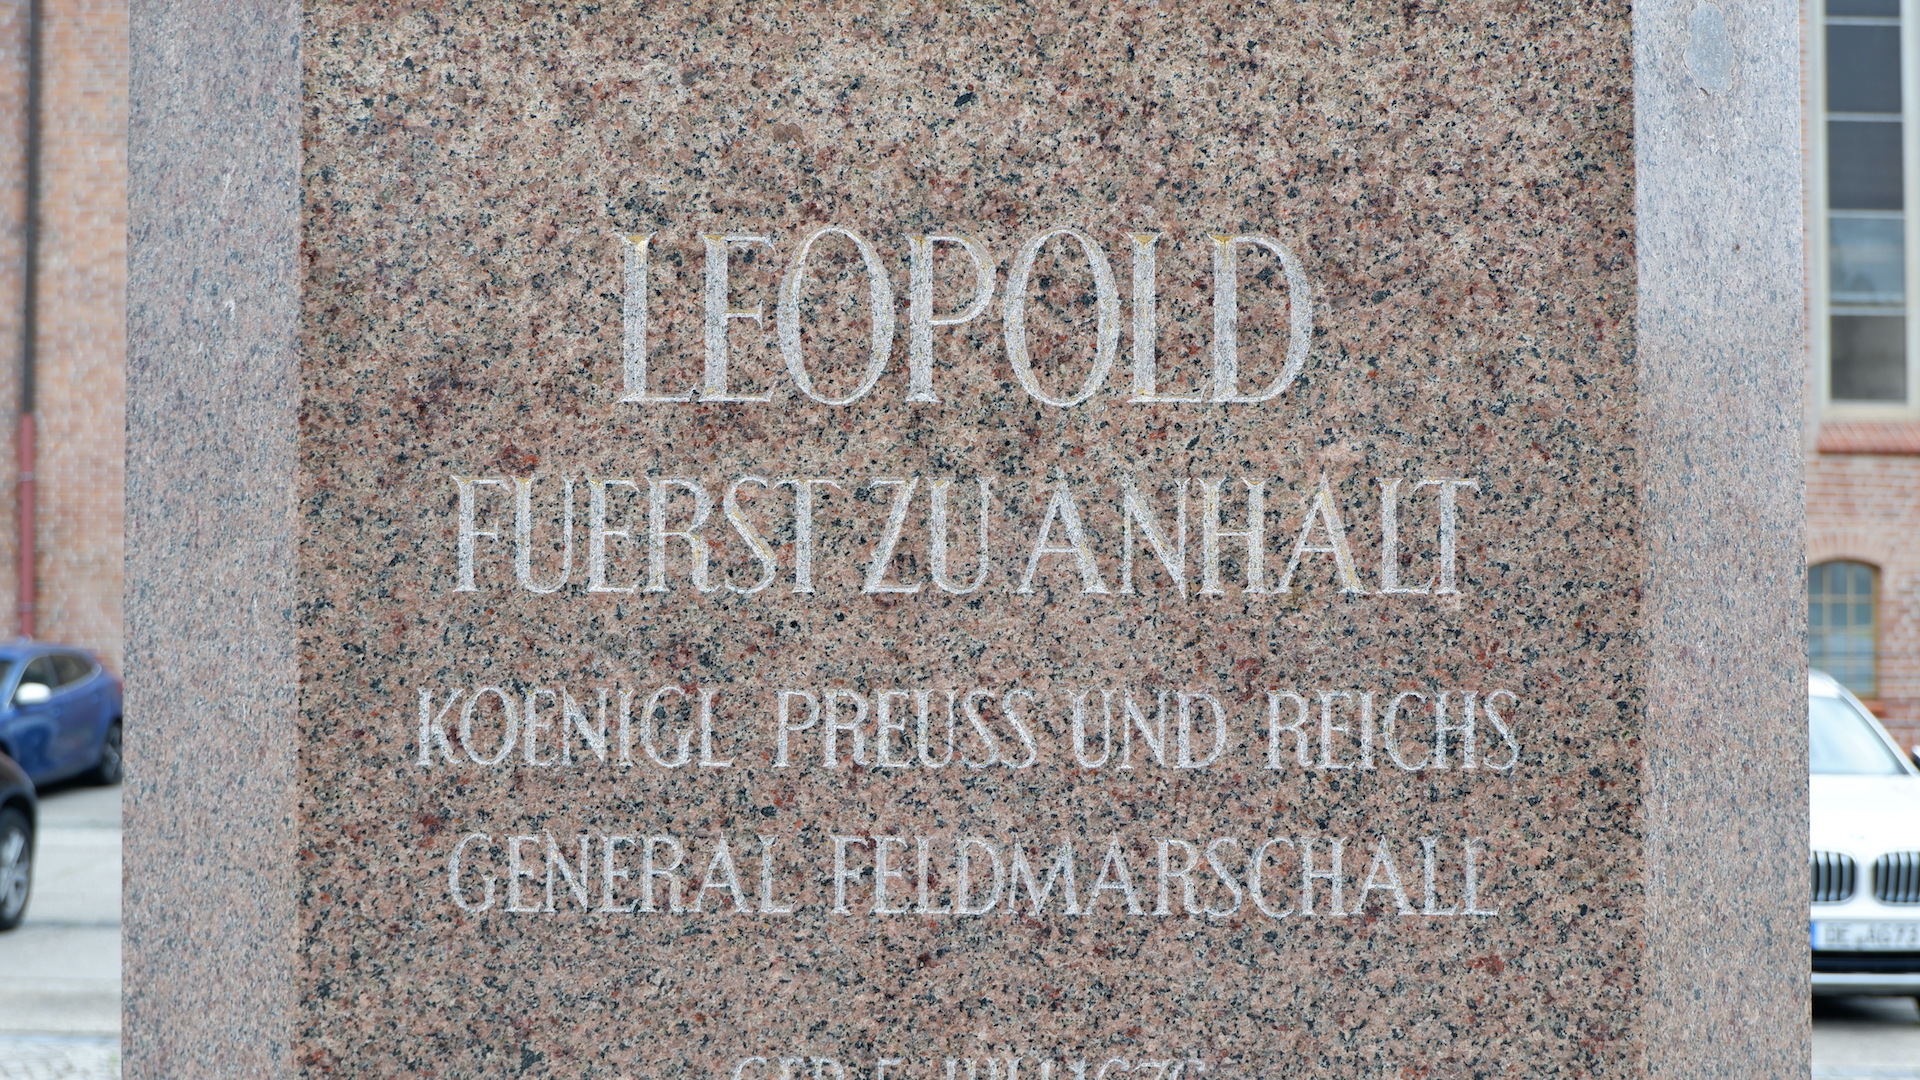 LEOPOLD
FUERST ZU ANHALT
KOENIGL PREUSS UND REICHS
GENERAL FELDMARSCHALL